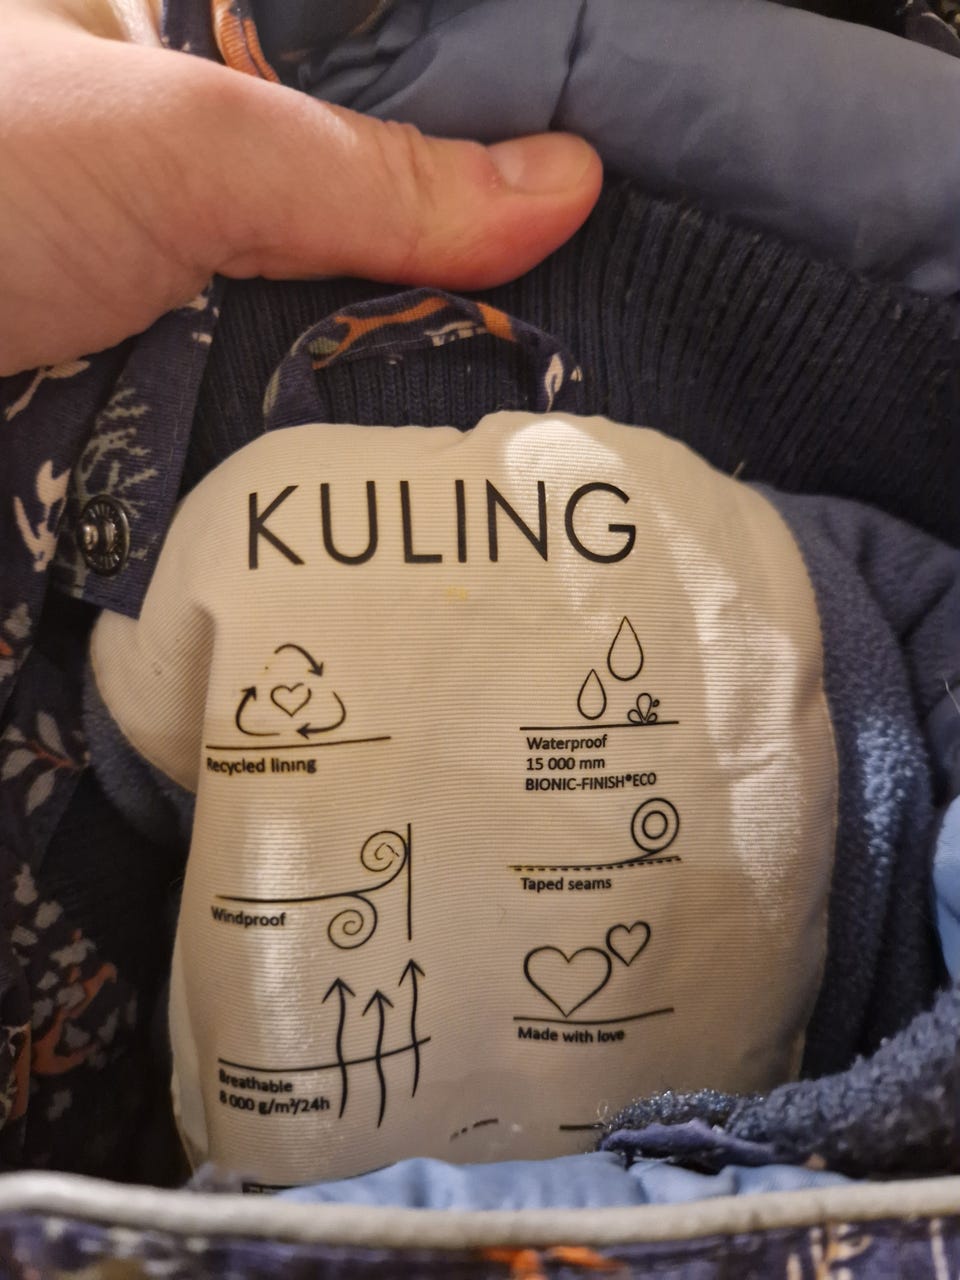 KULING
Recycled lining
Waterproof
15 000 mm
BIONIC-FINISH®ECO
Windproof
Taped seams
Breathable
8 000 g/m²/24h
Made with love